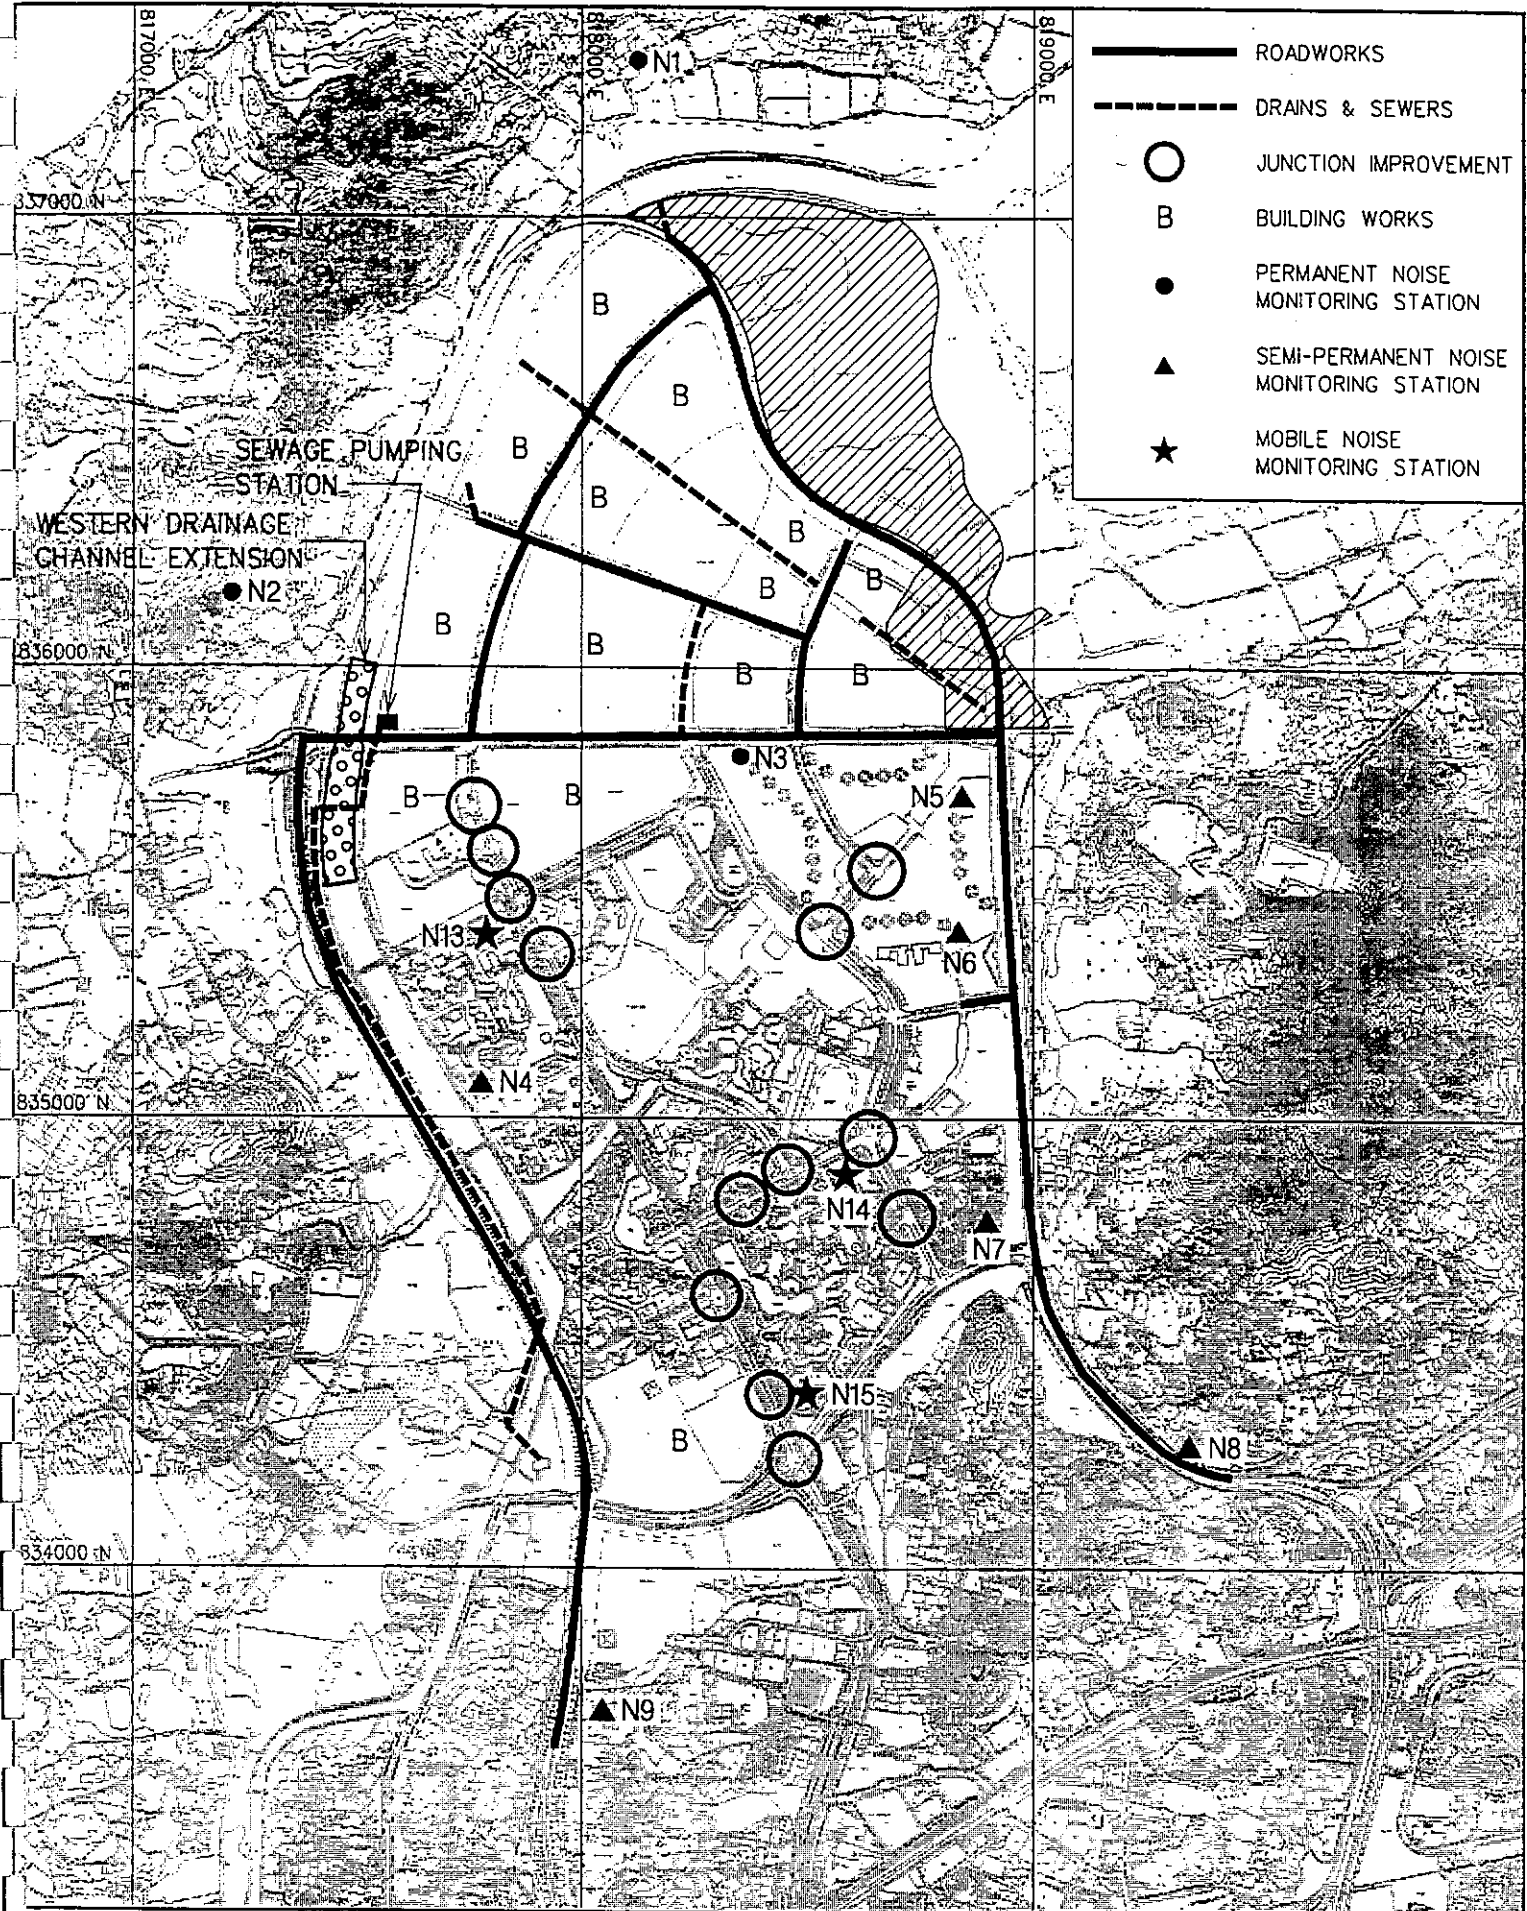 817000 E
818000 E
819000 E
N1
ROADWORKS
DRAINS & SEWERS
JUNCTION IMPROVEMENT
B BUILDING WORKS
PERMANENT NOISE
MONITORING STATION
SEMI-PERMANENT NOISE
MONITORING STATION
MOBILE NOISE
MONITORING STATION
837000 N
B
B
B
SEWAGE PUMPING
STATION
B
WESTERN DRAINAGE
CHANNEL EXTENSION
B
N2
B
B
B
B
836000 N
B
B
N3
B
B
N5
N13
N6
N4
835000 N
N14
N7
N15
B
N8
834000 N
N9